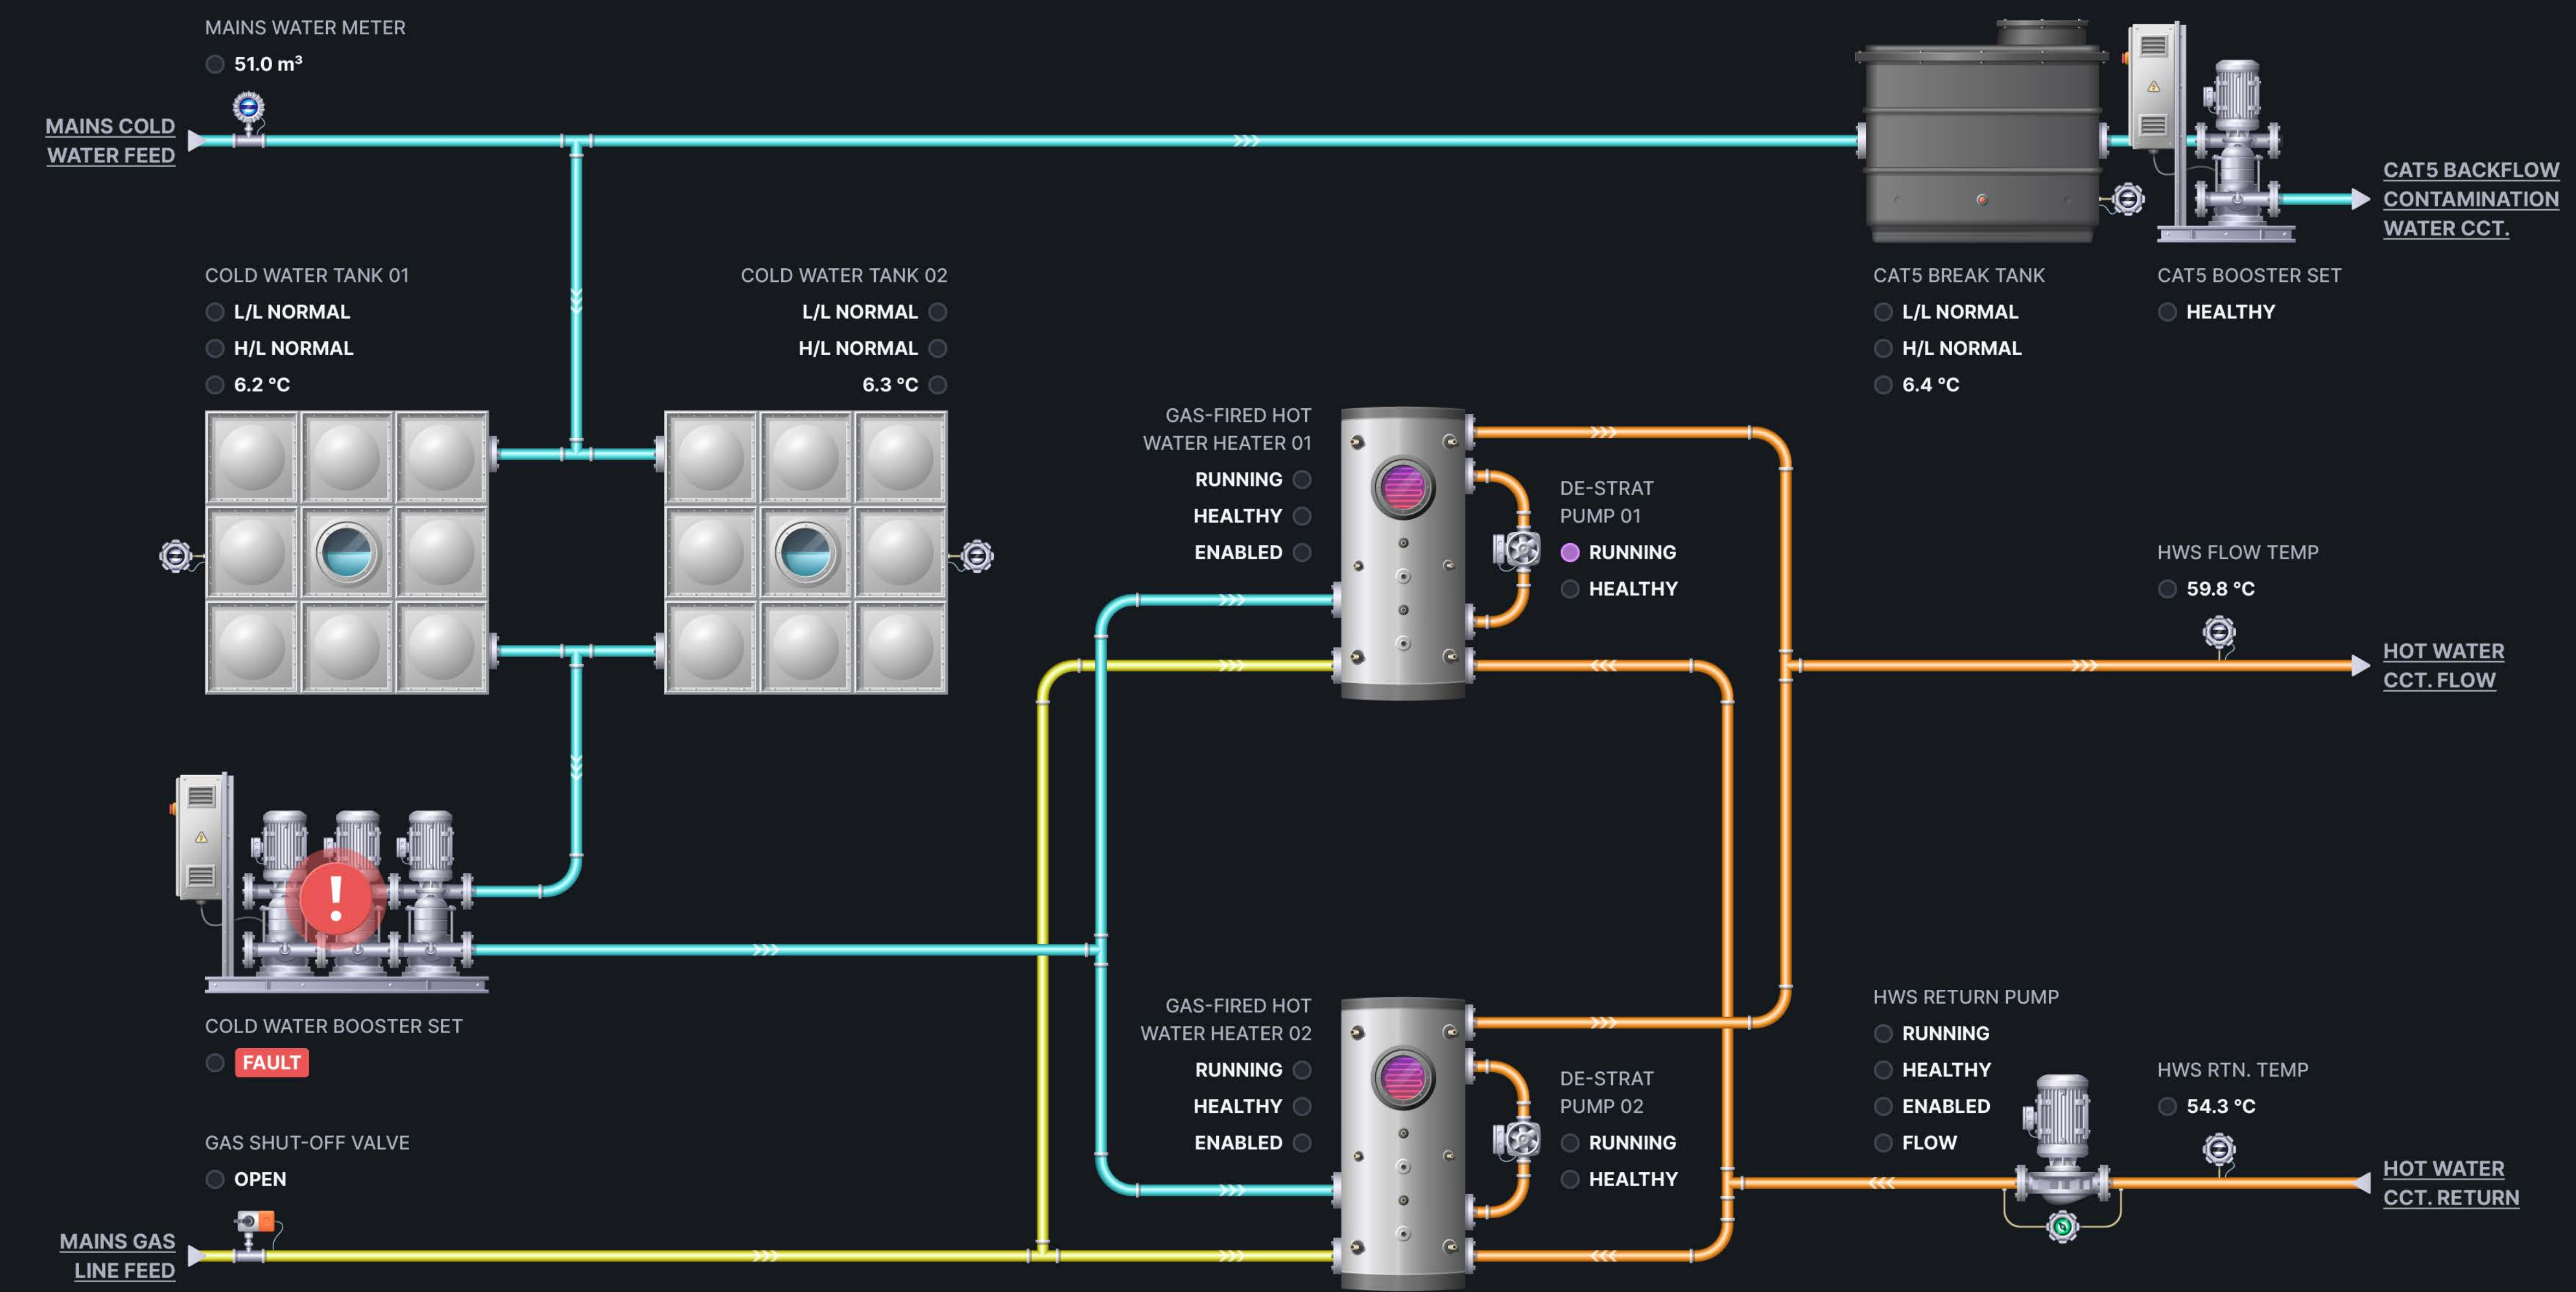 MAINS WATER METER
51.0 m³
MAINS COLD
WATER FEED
CAT5 BACKFLOW
CONTAMINATION
WATER CCT.
COLD WATER TANK 01
L/L NORMAL
H/L NORMAL
6.2 °C
COLD WATER TANK 02
L/L NORMAL
H/L NORMAL
6.3 °C
CAT5 BREAK TANK
L/L NORMAL
H/L NORMAL
6.4 °C
CAT5 BOOSTER SET
HEALTHY
GAS-FIRED HOT
WATER HEATER 01
RUNNING
HEALTHY
ENABLED
DE-STRAT
PUMP 01
RUNNING
HEALTHY
HWS FLOW TEMP
59.8 °C
HOT WATER
CCT. FLOW
COLD WATER BOOSTER SET
FAULT
GAS-FIRED HOT
WATER HEATER 02
RUNNING
HEALTHY
ENABLED
DE-STRAT
PUMP 02
RUNNING
HEALTHY
HWS RETURN PUMP
RUNNING
HEALTHY
ENABLED
FLOW
HWS RTN. TEMP
54.3 °C
HOT WATER
CCT. RETURN
GAS SHUT-OFF VALVE
OPEN
MAINS GAS
LINE FEED